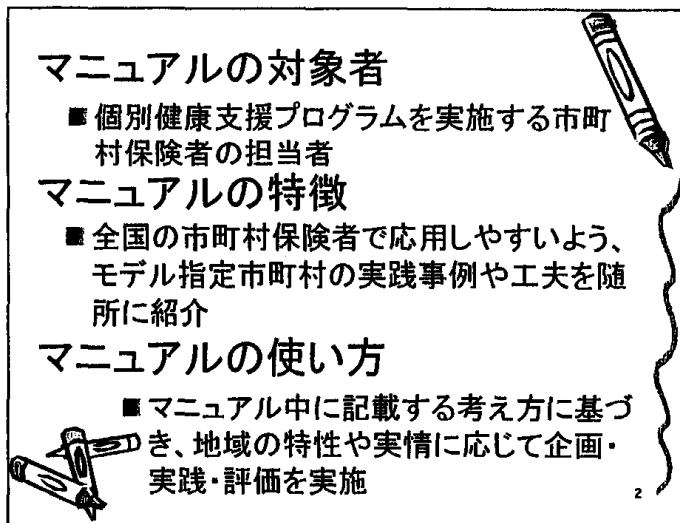 マニュアルの対象者
■個別健康支援プログラムを実施する市町
村保険者の担当者
マニュアルの特徴
■全国の市町村保険者で応用しやすいよう、
モデル指定市町村の実践事例や工夫を随
所に紹介
マニュアルの使い方
■マニュアル中に記載する考え方に基づ
き、地域の特性や実情に応じて企画・
実践・評価を実施
2